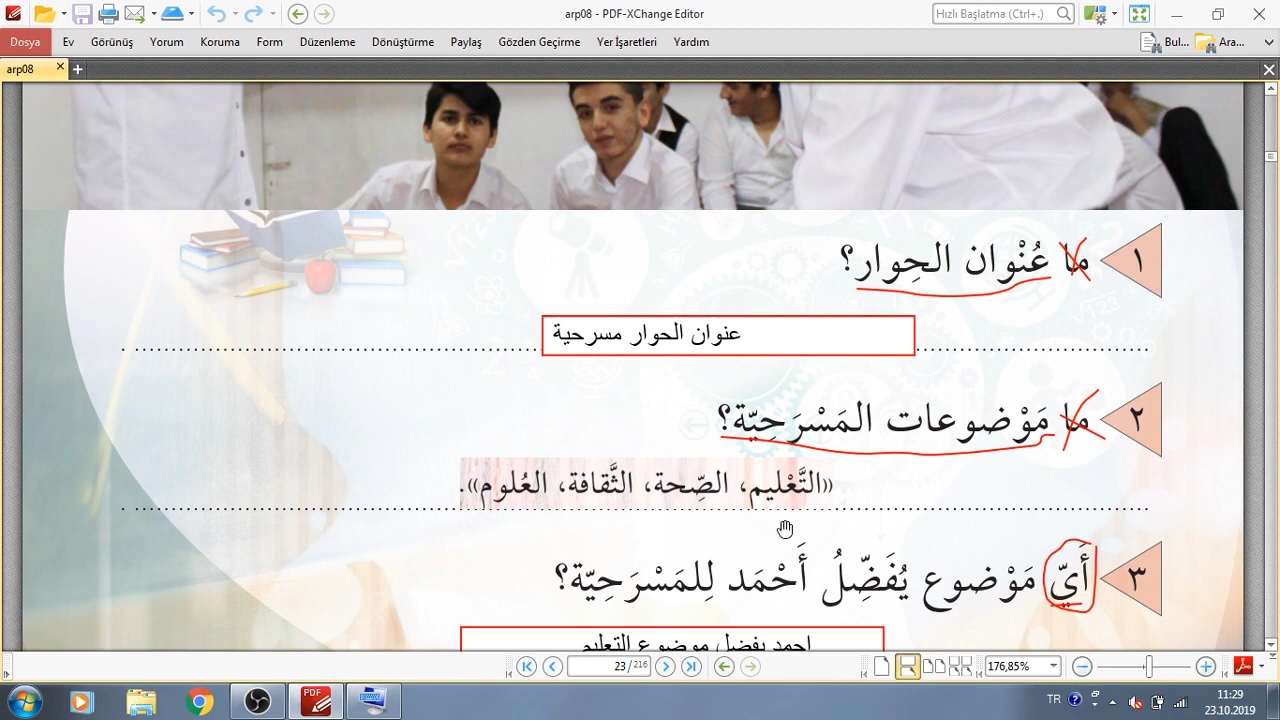 arp08 - PDF-XChange Editor
Hızlı Başlatma (Ctrl+.)
Dosya Ev Görünüş Yorum Koruma Form Düzenleme Dönüştürme Paylaş Gözden Geçirme Yer İşaretleri Yardım Bul... Ara...
arp08
١ ما عُنْوان الحِوار؟
عنوان الحوار مسرحية
٢ ما مَوْضوعات المَسْرَحِيّة؟
«التَّعْليم، الصِّحة، الثَّقافة، العُلوم».
٣ أَيّ مَوْضوع يُفَضِّلُ أَحْمَد لِلمَسْرَحِيّة؟
احمد يفضل موضوع التعليم
23 / 216
176,85%
PDF
TR
11:29
23.10.2019